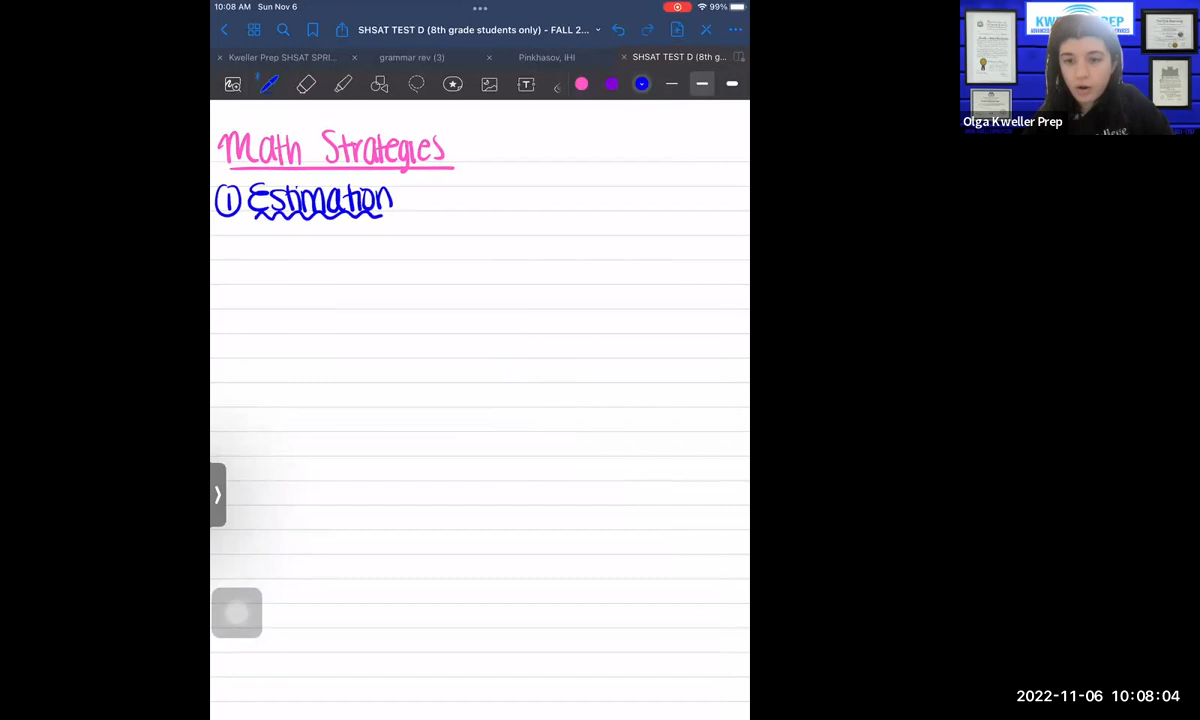 10:08 AM Sun Nov 6
99%
SHSAT TEST D (8th grade students only) - FALL 2...
Kweller Prep SHSAT SPRI...
grammar rev (3)
Pinkhasov, IHI
SHSAT TEST D (8th g...
Math Strategies
① Estimation
Olga Kweller Prep
2022-11-06 10:08:04